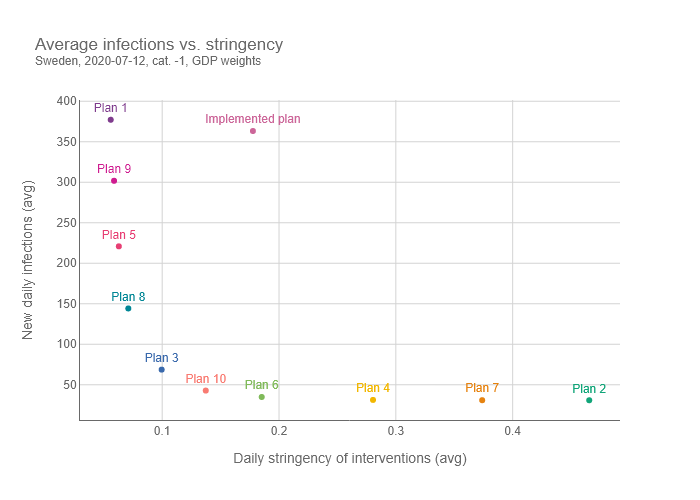 Average infections vs. stringency
Sweden, 2020-07-12, cat. -1, GDP weights
New daily infections (avg)
400
350
300
250
200
150
100
50
Plan 1
Implemented plan
Plan 9
Plan 5
Plan 8
Plan 3
Plan 10
Plan 6
Plan 4
Plan 7
Plan 2
0.1
0.2
0.3
0.4
Daily stringency of interventions (avg)